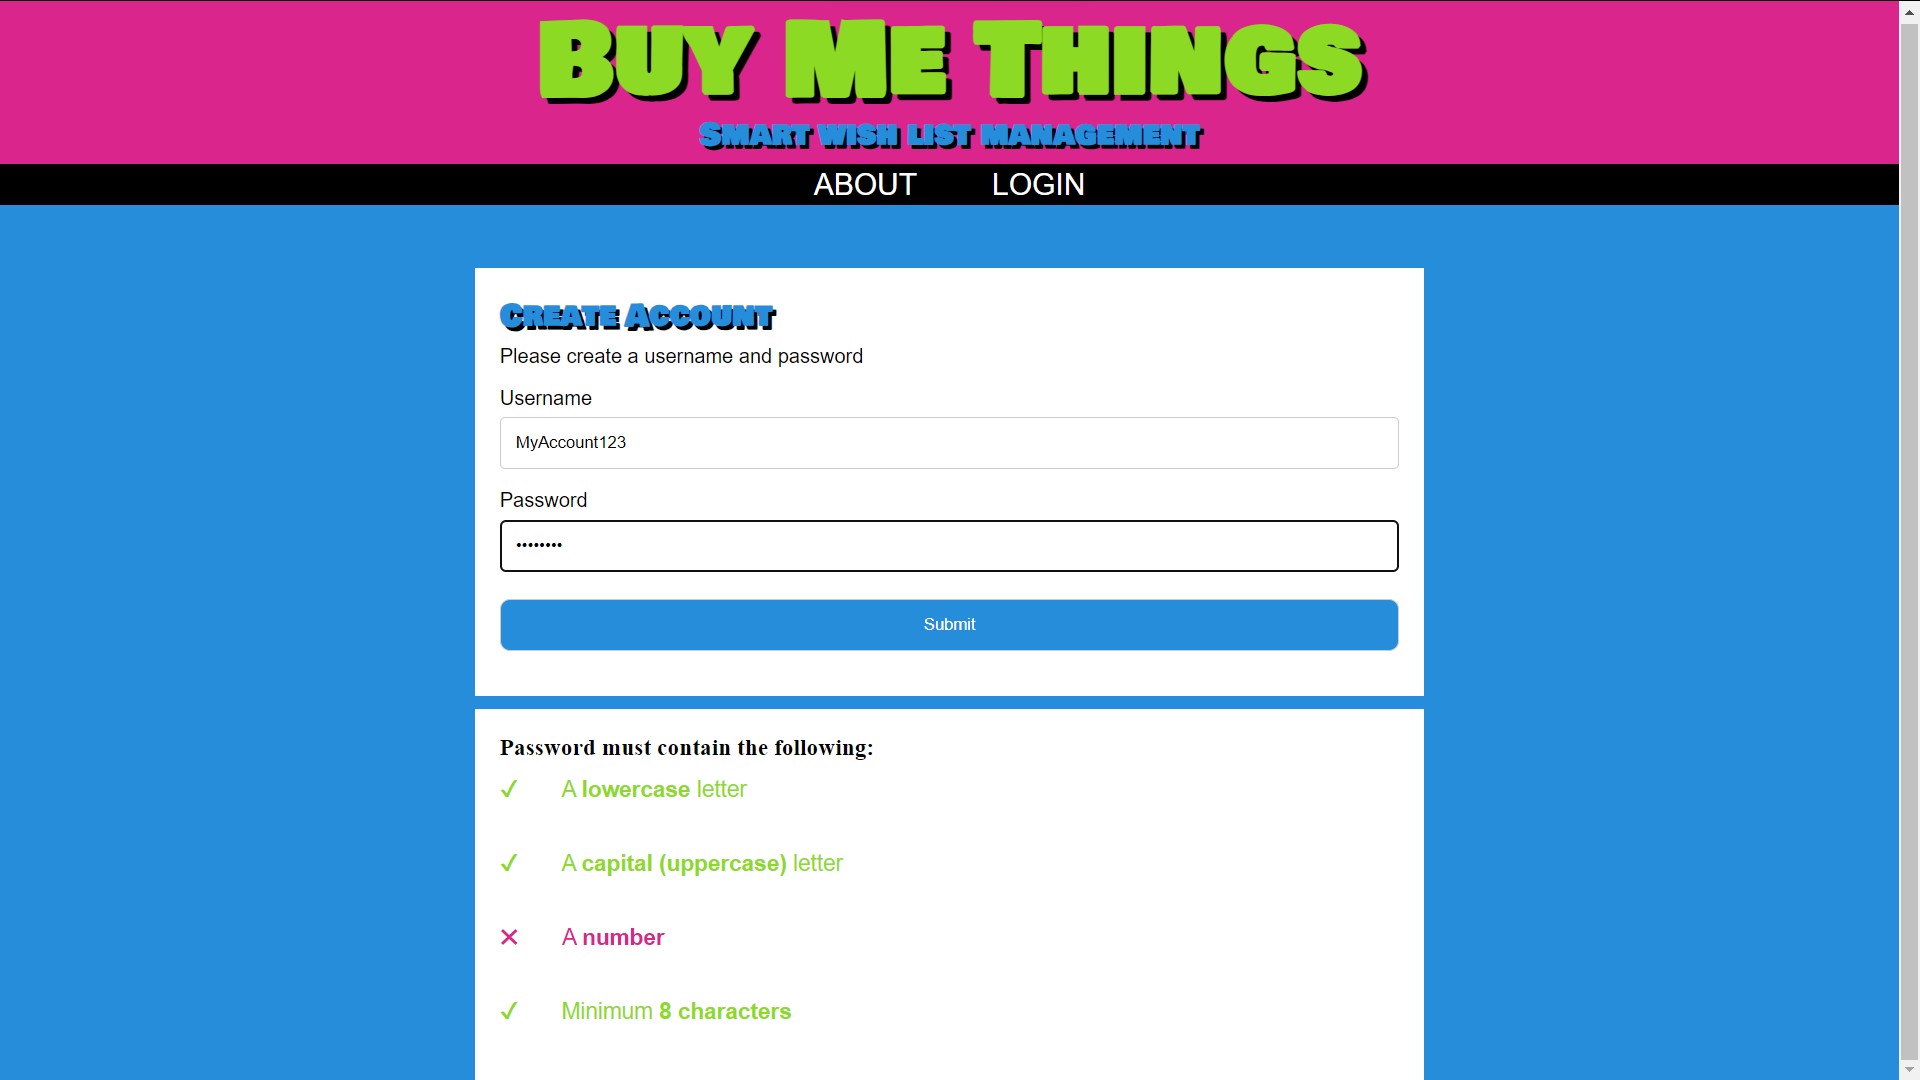 Buy Me Things
Smart wish list management
ABOUT LOGIN
Create Account
Please create a username and password
Username
MyAccount123
Password
••••••••
Submit
Password must contain the following:
✓ A lowercase letter
✓ A capital (uppercase) letter
✕ A number
✓ Minimum 8 characters